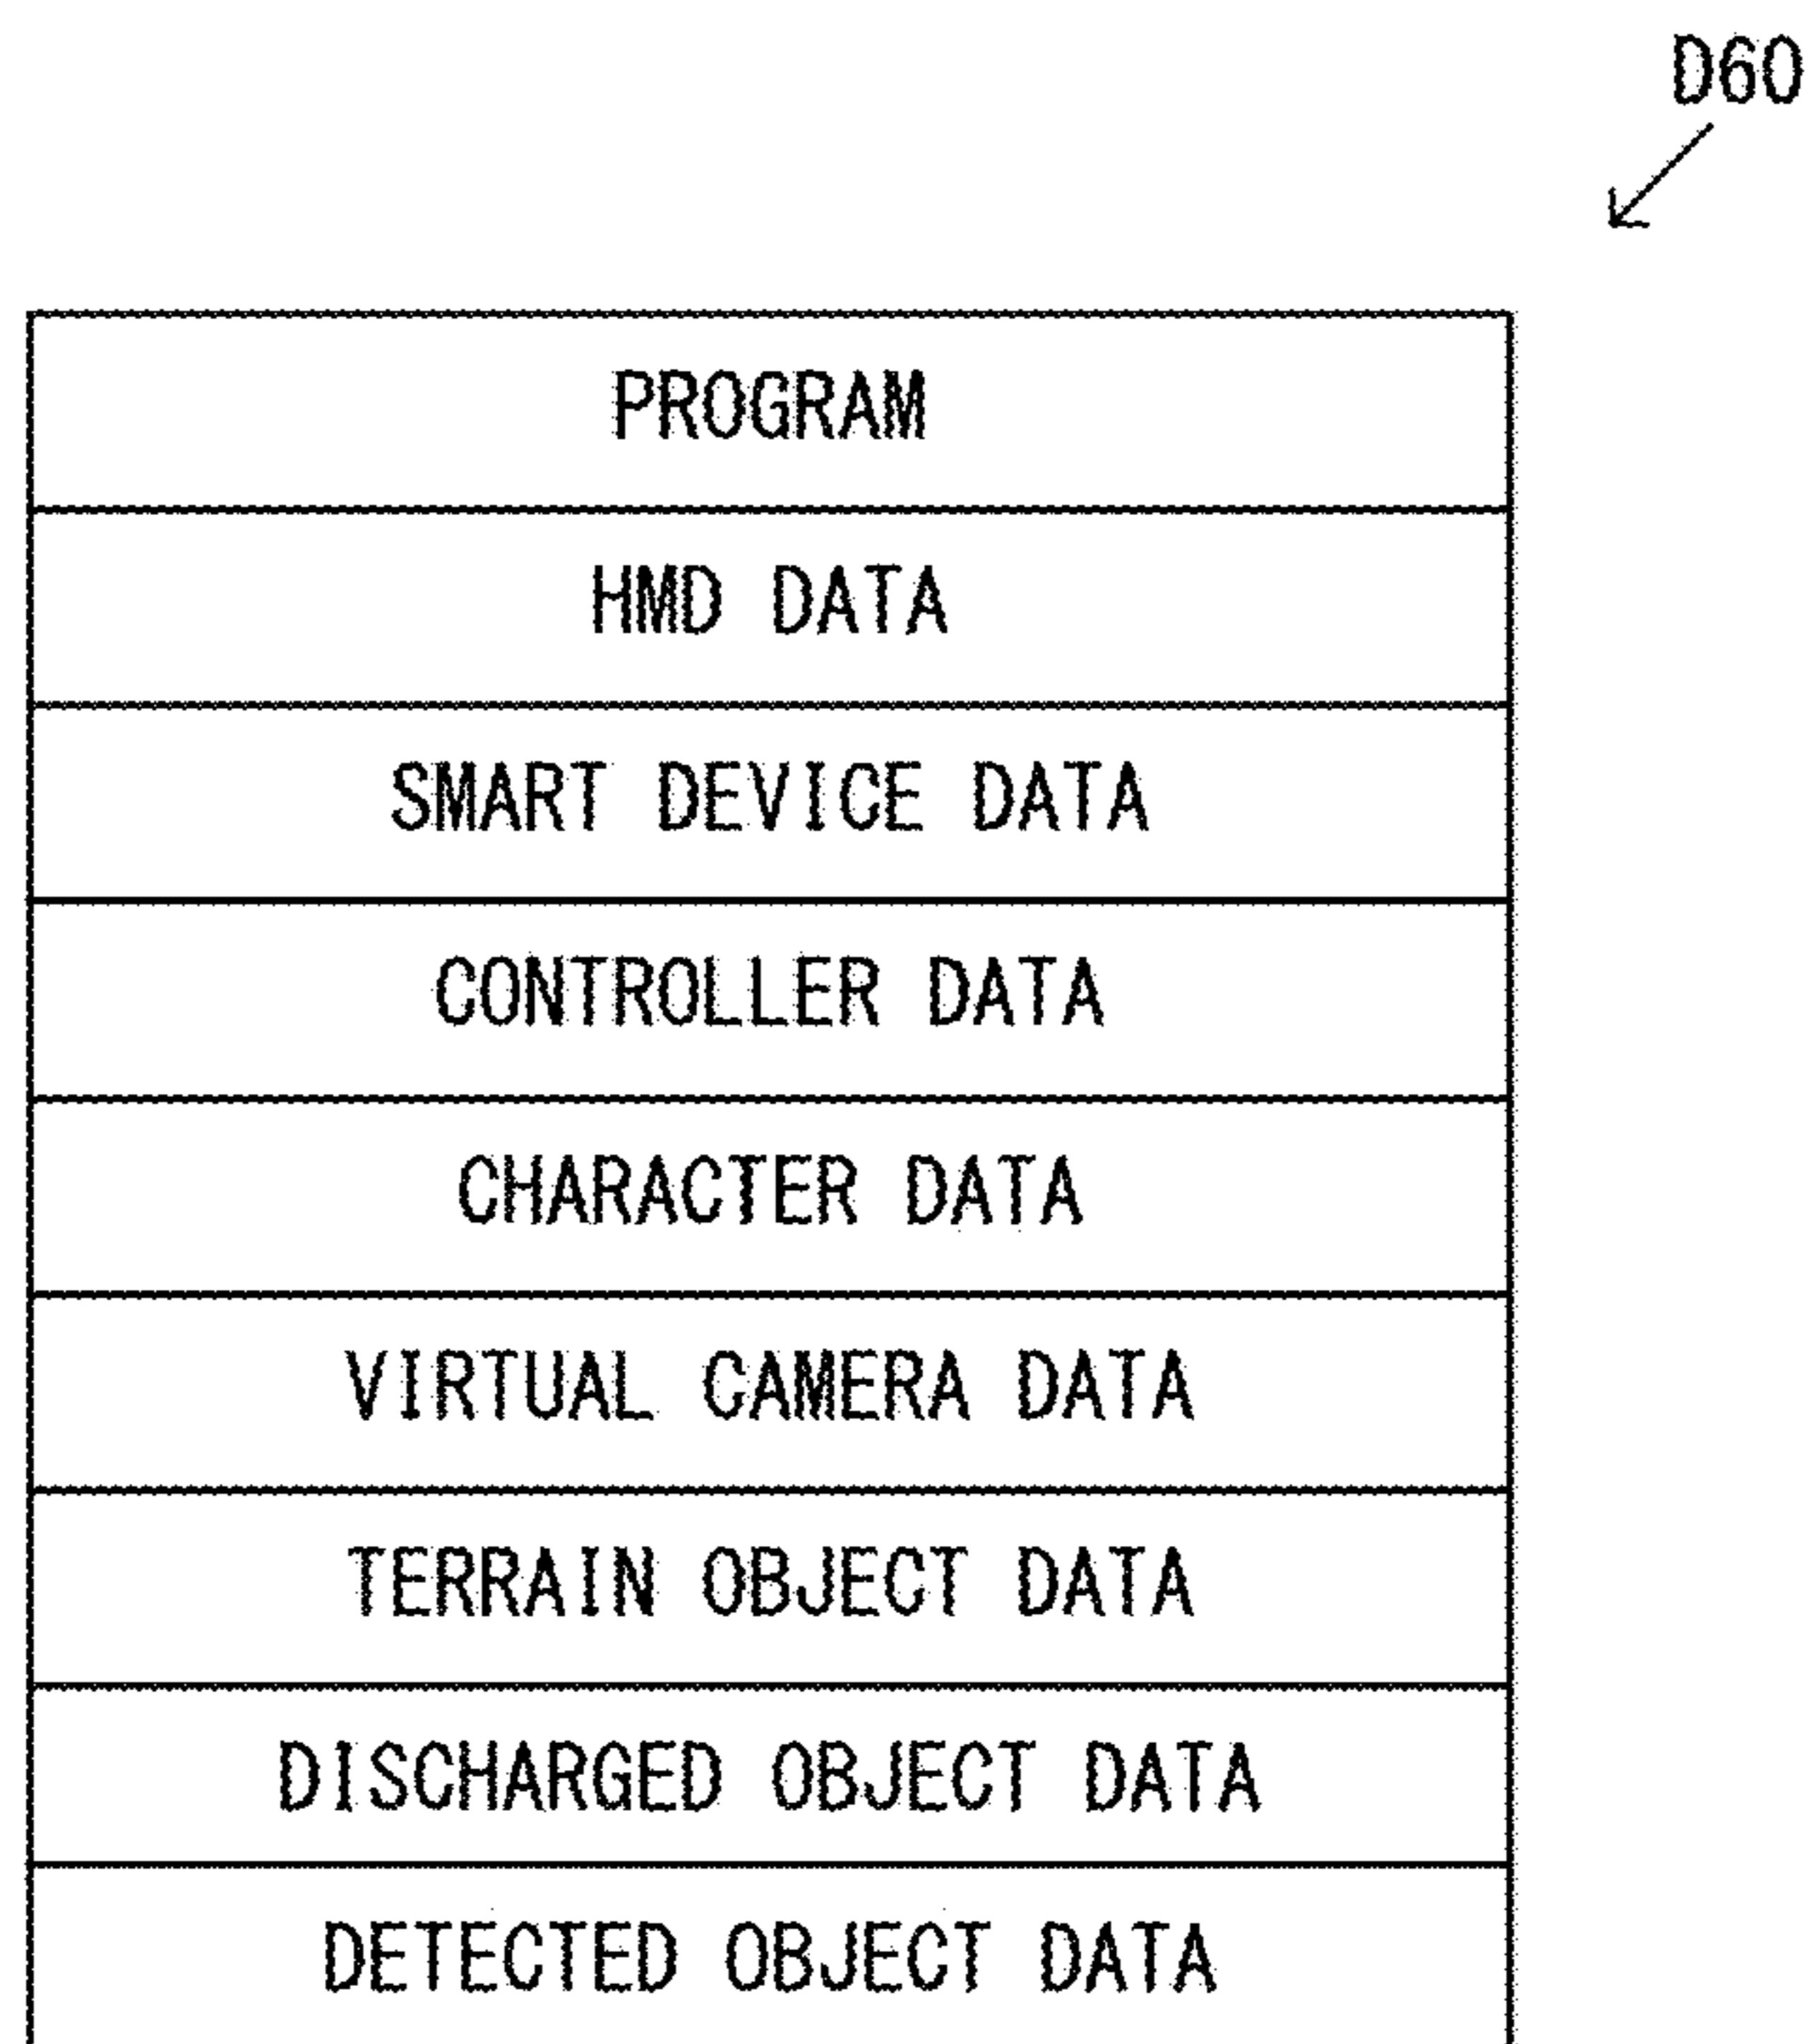 D60
PROGRAM
HMD DATA
SMART DEVICE DATA
CONTROLLER DATA
CHARACTER DATA
VIRTUAL CAMERA DATA
TERRAIN OBJECT DATA
DISCHARGED OBJECT DATA
DETECTED OBJECT DATA